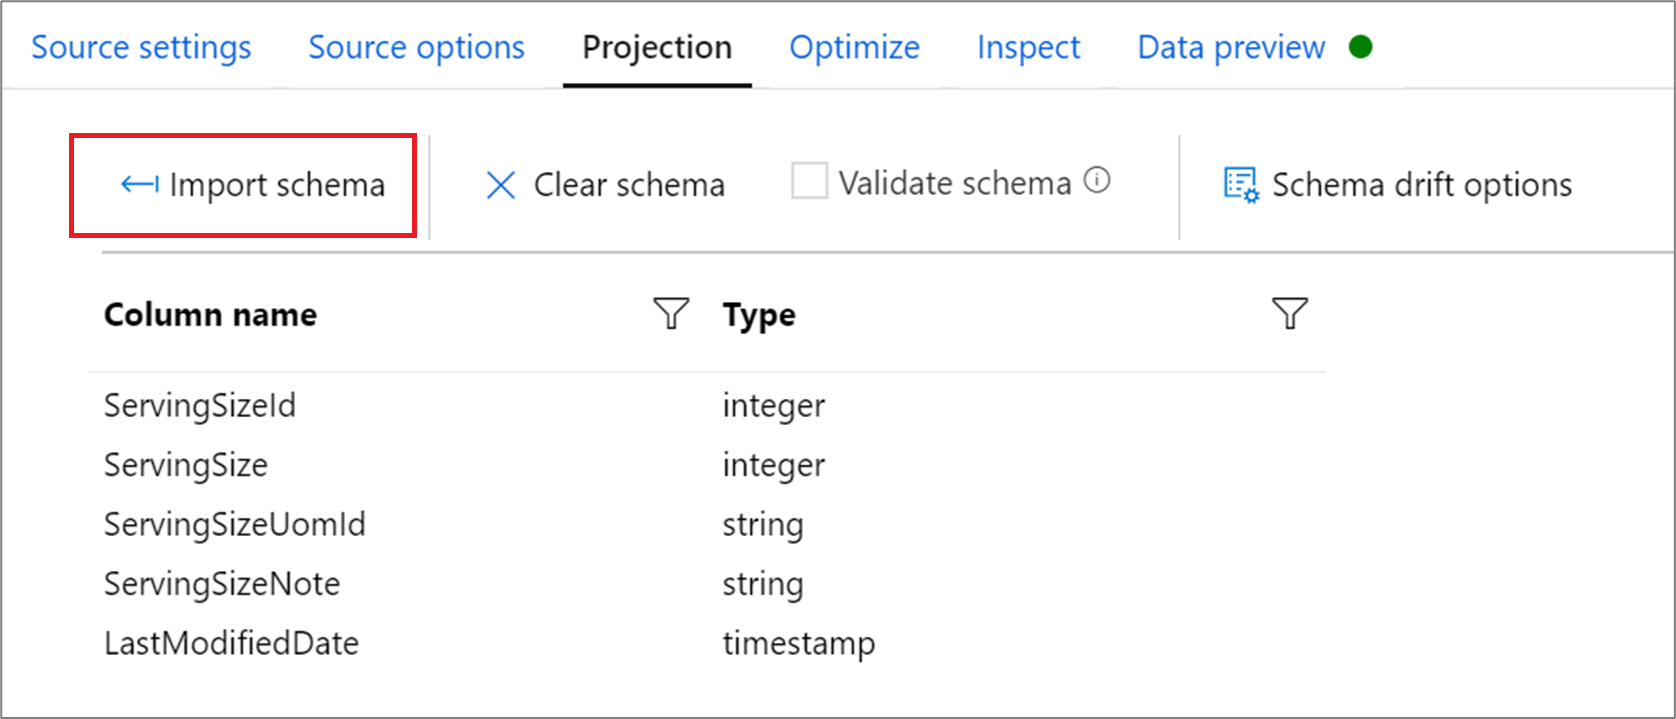 Source settings Source options Projection Optimize Inspect Data preview
Import schema Clear schema Validate schema Schema drift options
Column name Type
ServingSizeId integer
ServingSize integer
ServingSizeUomId string
ServingSizeNote string
LastModifiedDate timestamp